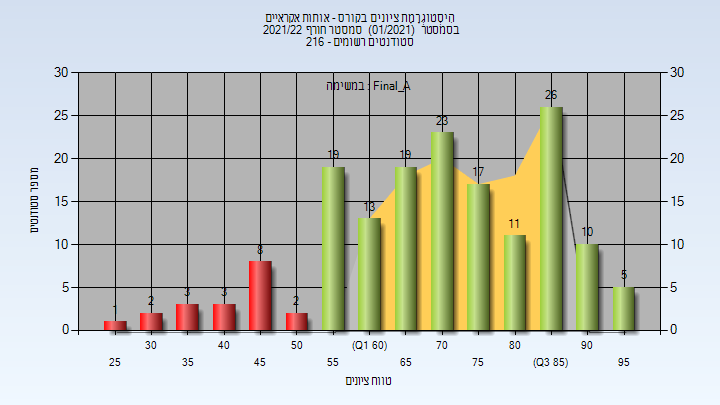 היסטוגרמת ציונים בקורס - אותות אקראיים
בסמסטר (01/2021) סמסטר חורף 2021/22
סטודנטים רשומים - 216
במשימה : Final_A
30 30
25 25
20 20
15 15
10 10
5 5
0 0
מספר סטודנטים
1 2 3 3 8 2 19 13 19 23 17 11 26 10 5
30 40 50 (Q1 60) 70 80 90
25 35 45 55 65 75 (Q3 85) 95
טווח ציונים